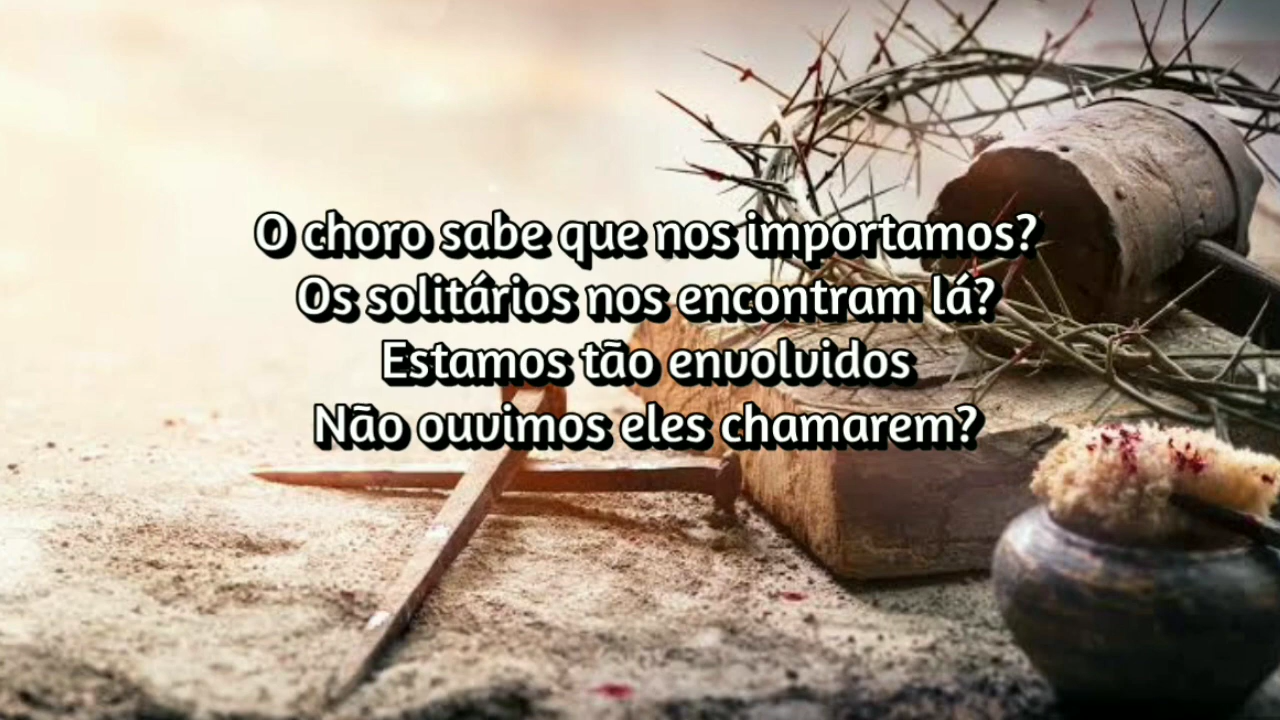 O choro sabe que nos importamos?
Os solitários nos encontram lá?
Estamos tão envolvidos
Não ouvimos eles chamarem?